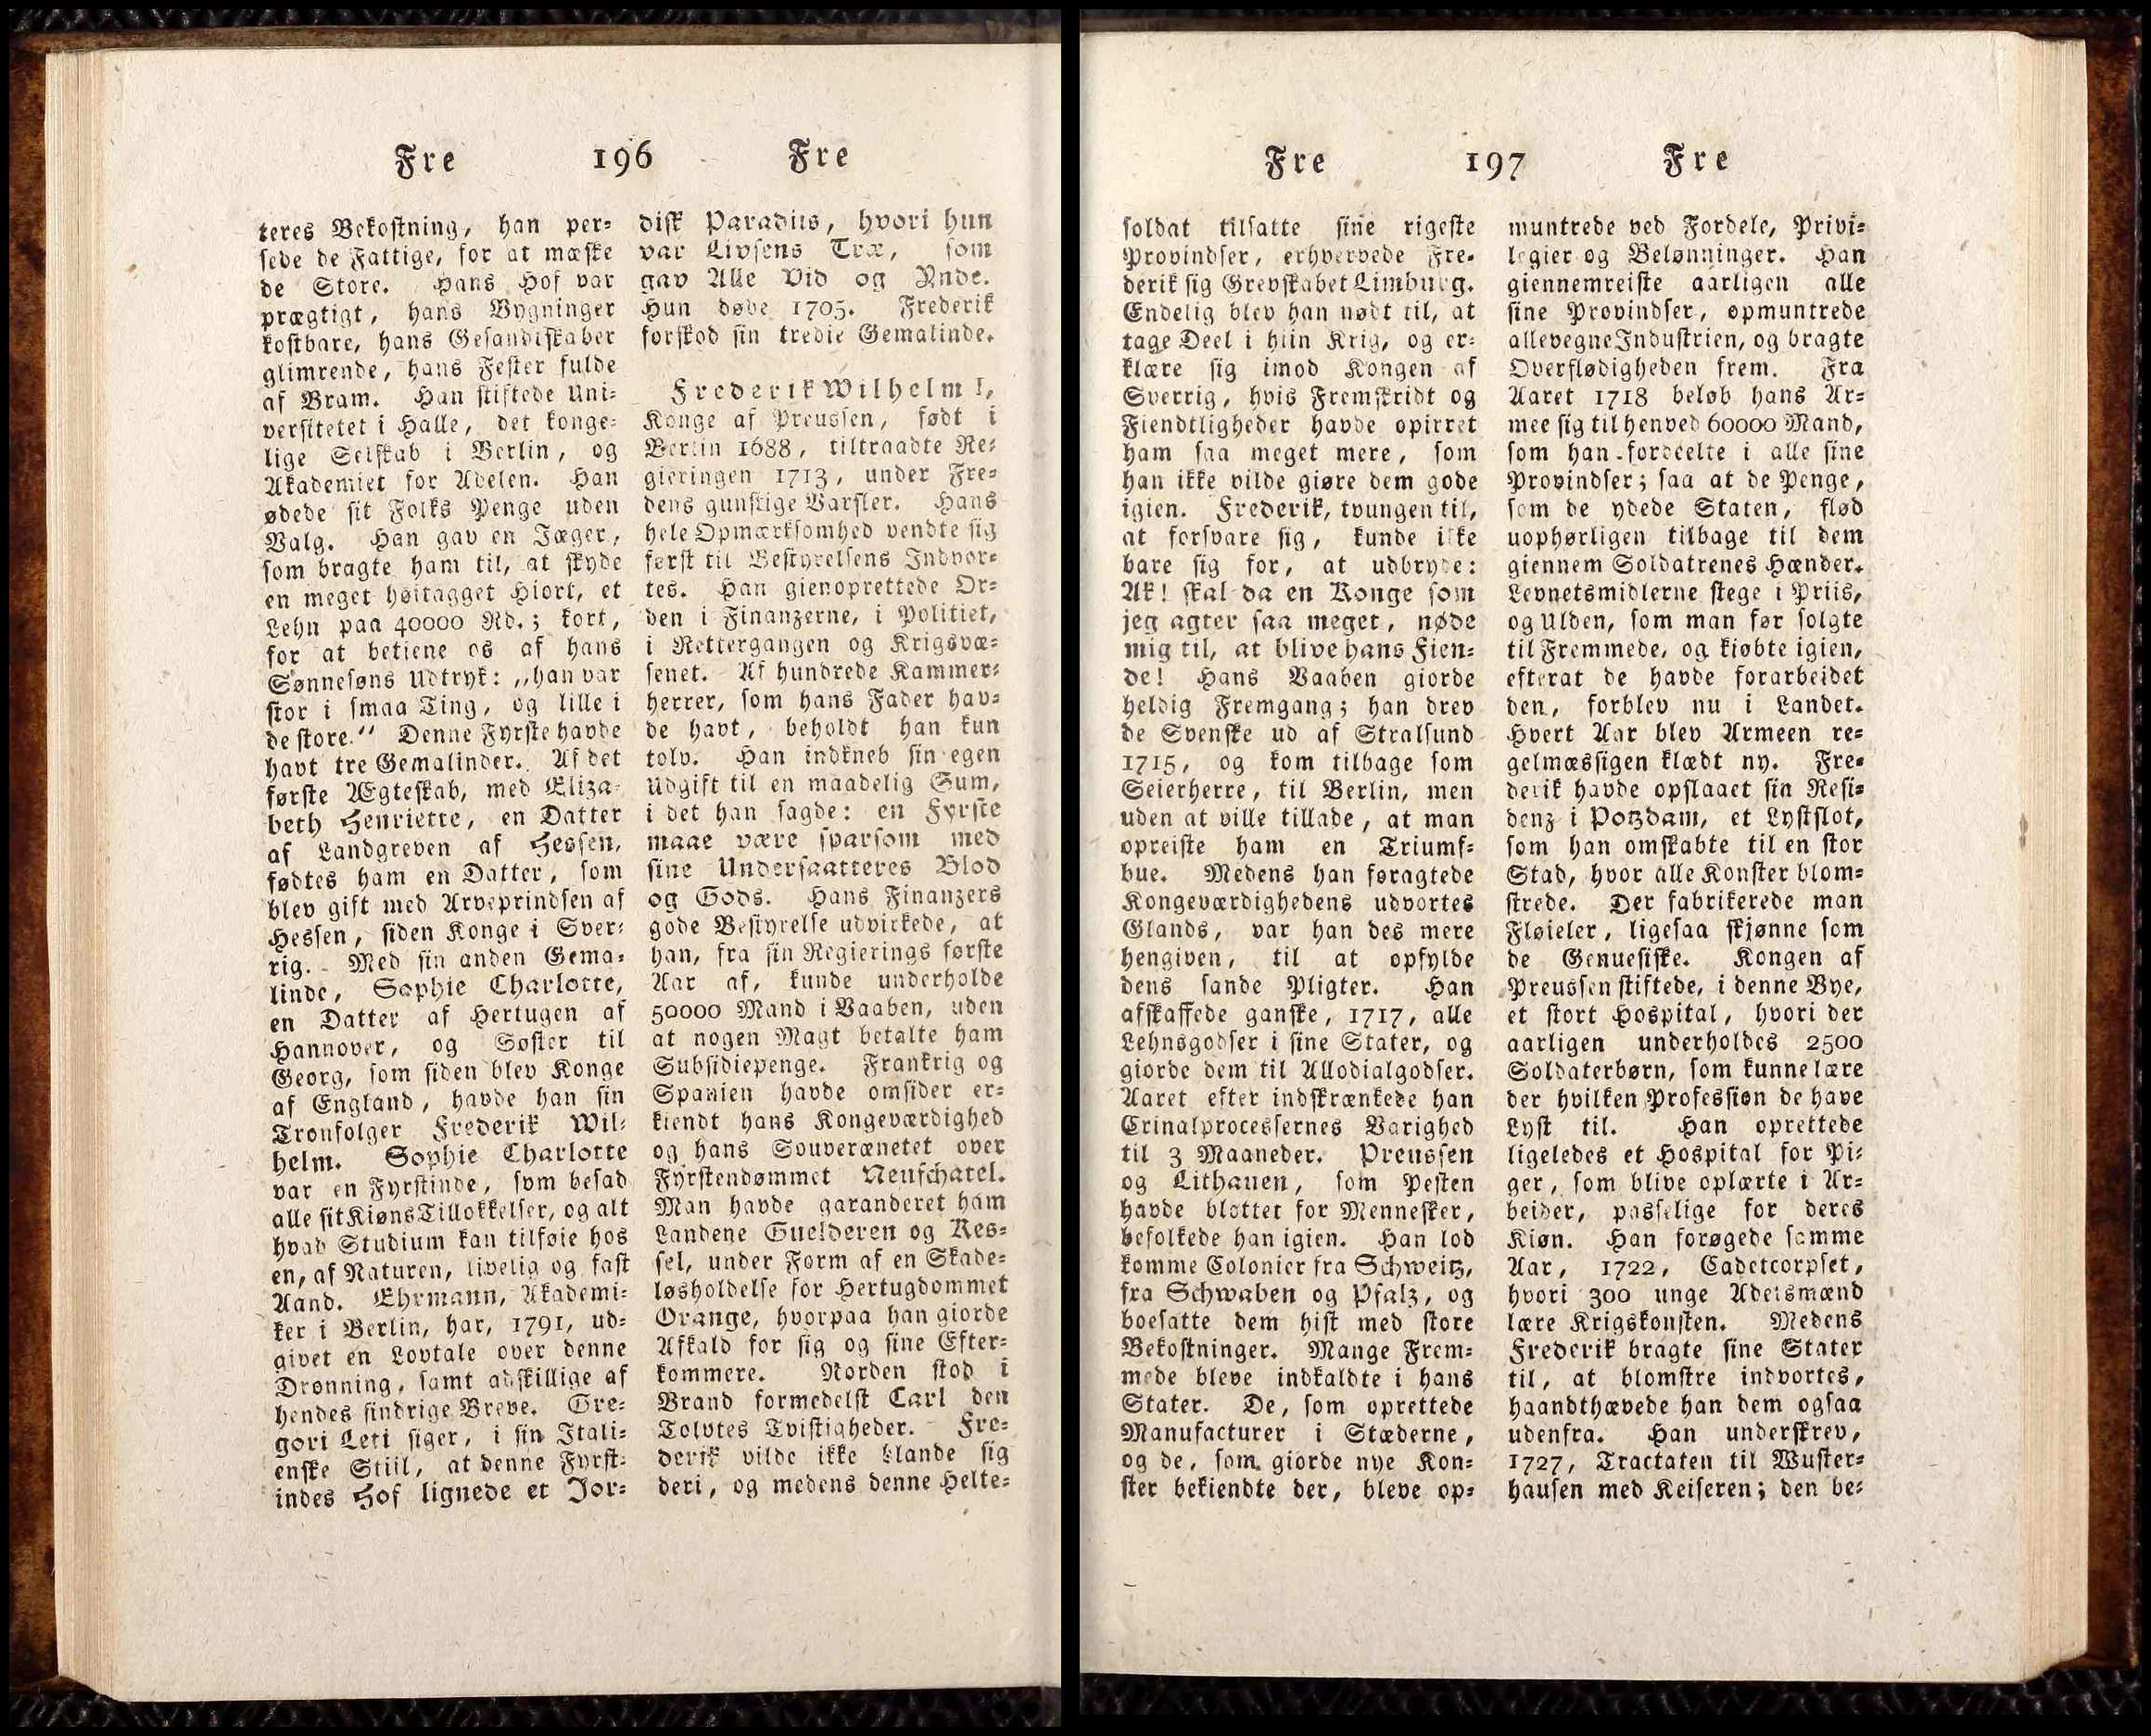 Fre 196 Fre
teres Bekostning, han per=
sede de Fattige, for at mæske
de Store. Hans Hof var
prægtigt, hans Bygninger
kostbare, hans Gesandtskaber
glimrende, hans Fester fulde
af Bram. Han stiftede Uni=
versitetet i Halle, det konge=
lige Selskab i Berlin, og
Akademiet for Adelen. Han
ødede sit Folks Penge uden
Valg. Han gav en Jæger,
som bragte ham til, at skyde
en meget høitagget Hiort, et
Lehn paa 40000 Rd.; kort,
for at betiene os af hans
Sønnesøns Udtryk: „han var
stor i smaa Ting, og lille i
de store.“ Denne Fyrste havde
havt tre Gemalinder. Af det
første Ægteskab, med Eliza=
beth Henriette, en Datter
af Landgreven af Hessen,
fødtes ham en Datter, som
blev gift med Arveprindsen af
Hessen, siden Konge i Sver=
rig. Med sin anden Gema=
linde, Sophie Charlotte,
en Datter af Hertugen af
Hannover, og Søster til
Georg, som siden blev Konge
af England, havde han sin
Tronfolger Frederik Wil=
helm. Sophie Charlotte
var en Fyrstinde, som besad
alle sit Kiøns Tillokkelser, og alt
hvad Studium kan tilføie hos
en, af Naturen, livelig og fast
Aand. Ehrmann, Akademi=
ker i Berlin, har, 1791, ud=
givet en Lovtale over denne
Dronning, samt adskillige af
hendes sindrige Breve. Gre=
gori Leti siger, i sin Itali=
enske Stiil, at denne Fyrst=
indes Hof lignede et Jor=
disk Paradiis, hvori hun
var Livsens Træ, som
gav Alle Vid og Ynde.
Hun døde 1705. Frederik
forskød sin tredie Gemalinde.
Frederik Wilhelm I,
Konge af Preussen, født i
Berlin 1688, tiltraadte Re=
gieringen 1713, under Fre=
dens gunstige Varsler. Hans
hele Opmærksomhed vendte sig
først til Bestyrelsens Indvor=
tes. Han gienoprettede Or=
den i Finanzerne, i Politiet,
i Rettergangen og Krigsvæ=
senet. Af hundrede Kammer=
herrer, som hans Fader hav=
de havt, beholdt han kun
tolv. Han indkneb sin egen
Udgift til en maadelig Sum,
i det han sagde: en Fyrste
maae være sparsom med
sine Undersaatteres Blod
og Gods. Hans Finanzers
gode Bestyrelse udvirkede, at
han, fra sin Regierings første
Aar af, kunde underholde
50000 Mand i Vaaben, uden
at nogen Magt betalte ham
Subsidiepenge. Frankrig og
Spanien havde omsider er=
kiendt hans Kongeværdighed
og hans Souverænetet over
Fyrstendømmet Neufchatel.
Man havde garanderet ham
Landene Guelderen og Kes=
sel, under Form af en Skade=
løsholdelse for Hertugdommet
Orange, hvorpaa han giorde
Afkald for sig og sine Efter=
kommere. Norden stod i
Brand formedelst Carl den
Tolvtes Tvistigheder. Fre=
derik vilde ikke blande sig
deri, og medens denne Helte=
Fre 197 Fre
soldat tilsatte sine rigeste
Provindser, erhvervede Fre=
derik sig Grevskabet Limburg.
Endelig blev han nødt til, at
tage Deel i hiin Krig, og er=
klære sig imod Kongen af
Sverrig, hvis Fremskridt og
Fiendtligheder havde opirret
ham saa meget mere, som
han ikke vilde giøre dem gode
igien. Frederik, tvungen til,
at forsvare sig, kunde ikke
bare sig for, at udbryde:
Ak! skal da en Konge som
jeg agter saa meget, nøde
mig til, at blive hans Fien=
de! Hans Vaaben giorde
heldig Fremgang; han drev
de Svenske ud af Stralsund
1715, og kom tilbage som
Seierherre, til Berlin, men
uden at ville tillade, at man
opreiste ham en Triumf=
bue. Medens han foragtede
Kongeværdighedens udvortes
Glands, var han des mere
hengiven, til at opfylde
dens sande Pligter. Han
afskaffede ganske, 1717, alle
Lehnsgodser i sine Stater, og
giorde dem til Allodialgodser.
Aaret efter indskrænkede han
Crinalprocessernes Varighed
til 3 Maaneder. Preussen
og Lithauen, som Pesten
havde blottet for Mennesker,
befolkede han igien. Han lod
komme Colonier fra Schweitz,
fra Schwaben og Pfalz, og
boesatte dem hist med store
Bekostninger. Mange Frem=
mede bleve indkaldte i hans
Stater. De, som oprettede
Manufacturer i Stæderne,
og de, som giorde nye Kon=
ster bekiendte der, bleve op=
muntrede ved Fordele, Privi=
legier og Belønninger. Han
giennemreiste aarligen alle
sine Provindser, opmuntrede
allevegne Industrien, og bragte
Overflødigheden frem. Fra
Aaret 1718 beløb hans Ar=
mee sig til henved 60000 Mand,
som han fordeelte i alle sine
Provindser; saa at de Penge,
som de ydede Staten, flød
uophørligen tilbage til dem
giennem Soldatrenes Hænder.
Levnetsmidlerne stege i Priis,
og Ulden, som man før solgte
til Fremmede, og kiøbte igien,
efterat de havde forarbeidet
den, forblev nu i Landet.
Hvert Aar blev Armeen re=
gelmæssigen klædt ny. Fre=
derik havde opslaaet sin Resi=
denz i Potzdam, et Lystslot,
som han omskabte til en stor
Stad, hvor alle Konster blom=
strede. Der fabrikerede man
Fløieler, ligesaa skjønne som
de Genuesiske. Kongen af
Preussen stiftede, i denne Bye,
et stort Hospital, hvori der
aarligen underholdes 2500
Soldaterbørn, som kunne lære
der hvilken Profession de have
Lyst til. Han oprettede
ligeledes et Hospital for Pi=
ger, som blive oplærte i Ar=
beider, passelige for deres
Kiøn. Han forøgede samme
Aar, 1722, Cadetcorpset,
hvori 300 unge Adelsmænd
lære Krigskonsten. Medens
Frederik bragte sine Stater
til, at blomstre indvortes,
haandthævede han dem ogsaa
udenfra. Han underskrev,
1727, Tractaten til Wuster=
hausen med Keiseren; den be=